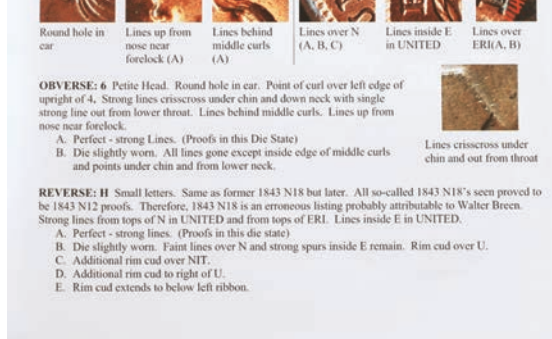 Round hole in ear
Lines up from nose near forelock (A)
Lines behind middle curls (A)
Lines over N (A, B, C)
Lines inside E in UNITED
Lines over ERI(A, B)
OBVERSE: 6 Petite Head. Round hole in ear. Point of curl over left edge of
upright of 4. Strong lines crisscross under chin and down neck with single
strong line out from lower throat. Lines behind middle curls. Lines up from
nose near forelock.
A. Perfect - strong Lines. (Proofs in this Die State)
B. Die slightly worn. All lines gone except inside edge of middle curls
and points under chin and from lower neck.
Lines crisscross under
chin and out from throat
REVERSE: H Small letters. Same as former 1843 N18 but later. All so-called 1843 N18's seen proved to
be 1843 N12 proofs. Therefore, 1843 N18 is an erroneous listing probably attributable to Walter Breen.
Strong lines from tops of N in UNITED and from tops of ERI. Lines inside E in UNITED.
A. Perfect - strong lines. (Proofs in this die state)
B. Die slightly worn. Faint lines over N and strong spurs inside E remain. Rim cud over U.
C. Additional rim cud over NIT.
D. Additional rim cud to right of U.
E. Rim cud extends to below left ribbon.